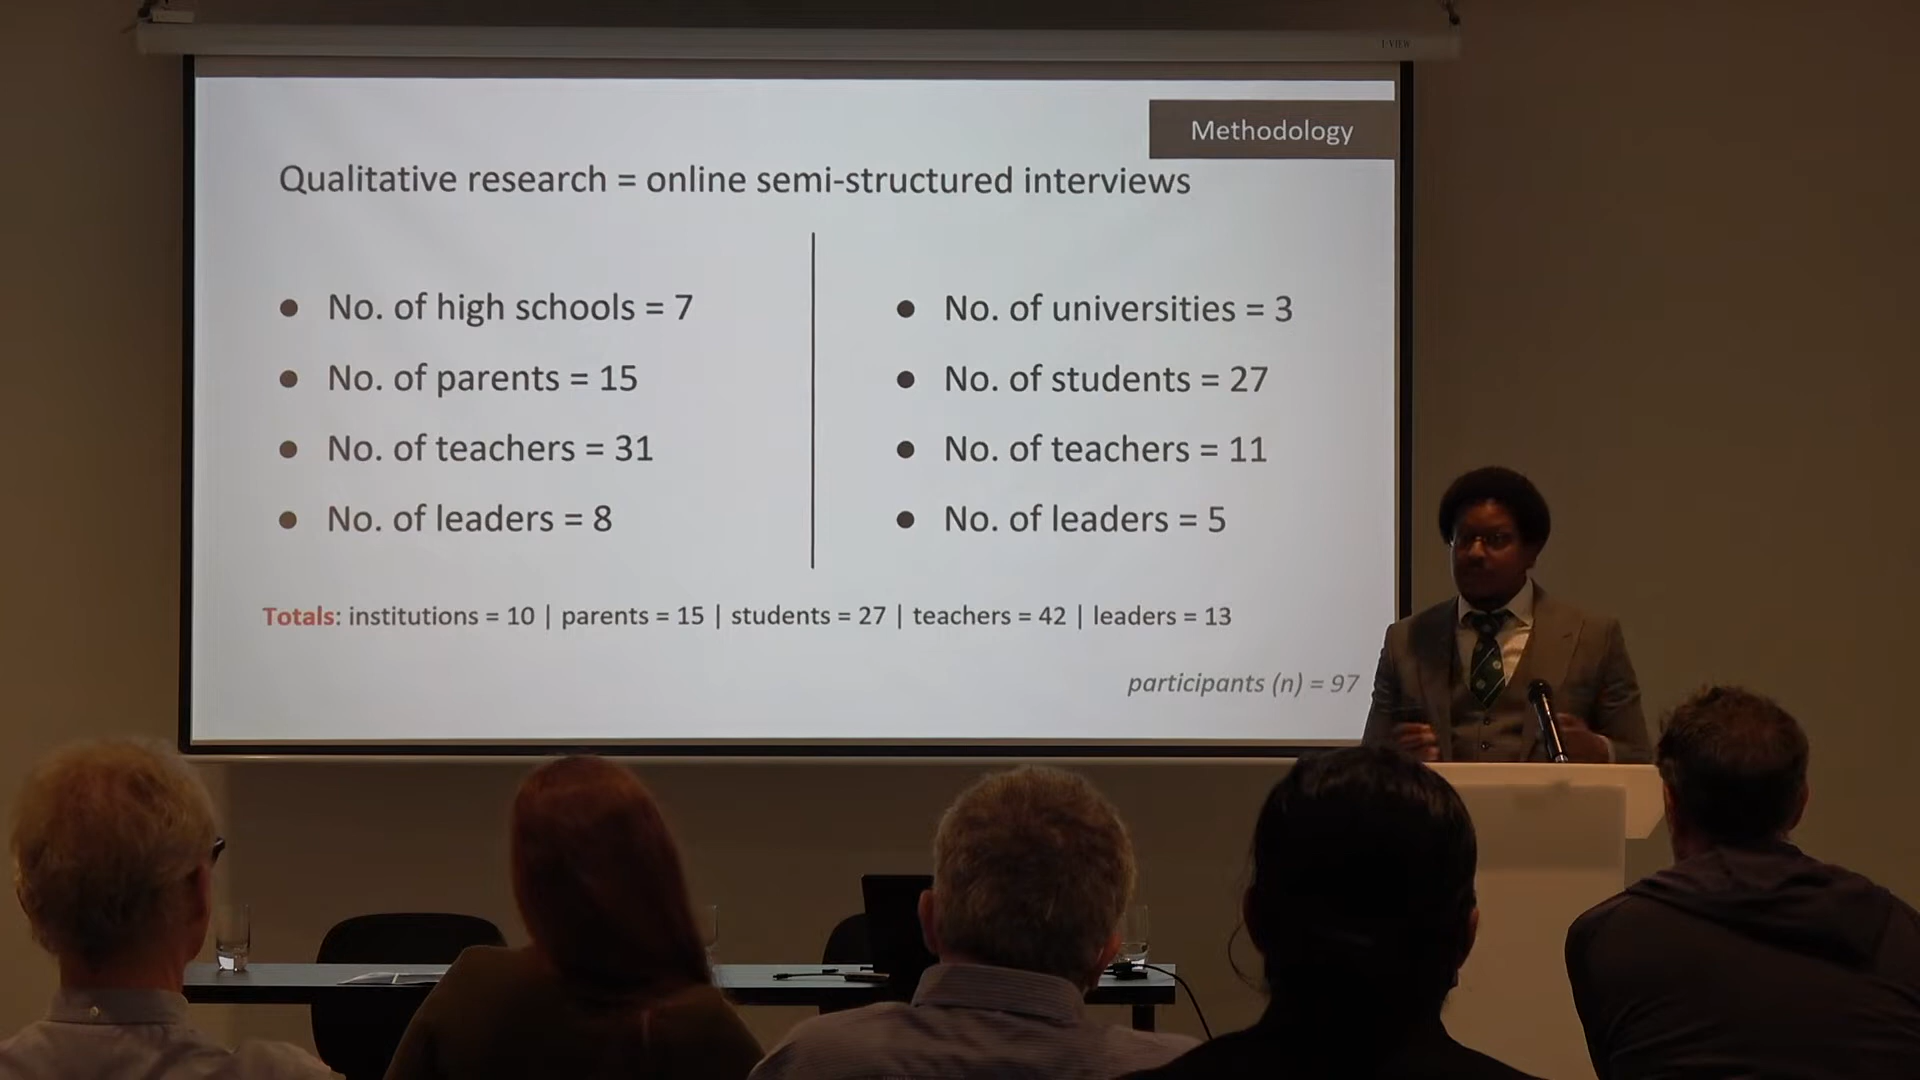 I-VIEW
Methodology
Qualitative research = online semi-structured interviews
● No. of high schools = 7
● No. of parents = 15
● No. of teachers = 31
● No. of leaders = 8
● No. of universities = 3
● No. of students = 27
● No. of teachers = 11
● No. of leaders = 5
Totals: institutions = 10 | parents = 15 | students = 27 | teachers = 42 | leaders = 13
participants (n) = 97